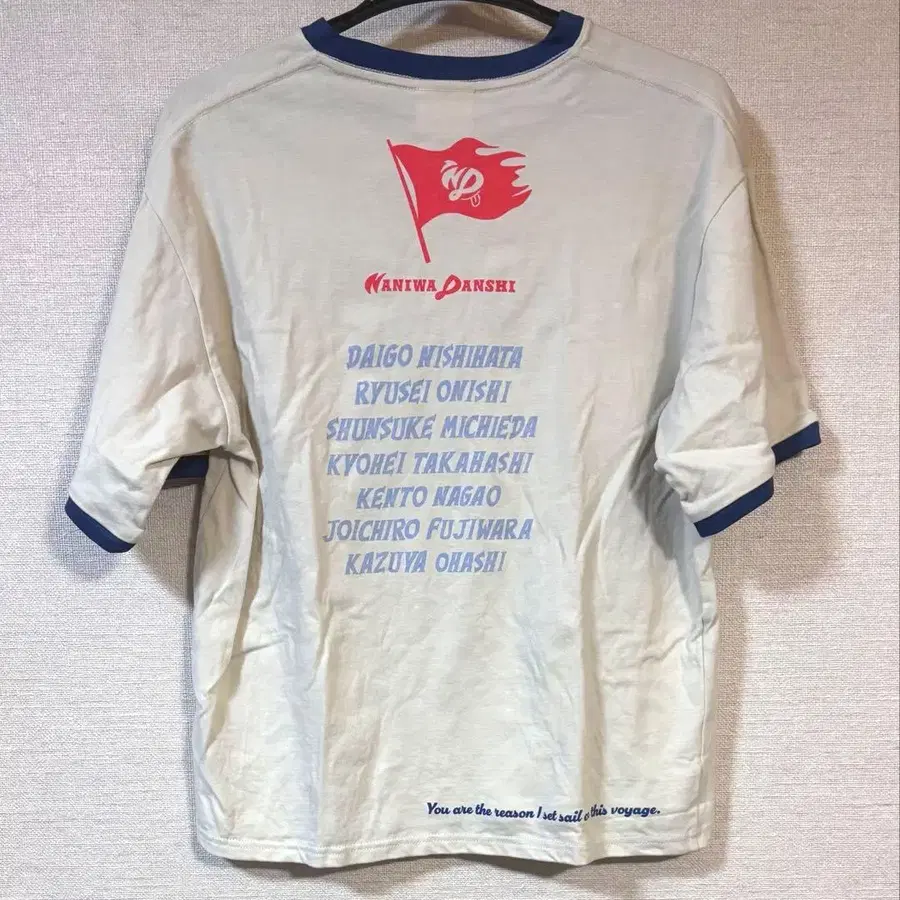 ND
NANIWA DANSHI
DAIGO NISHIHATA
RYUSEI ONISHI
SHUNSUKE MICHIEDA
KYOHEI TAKAHASHI
KENTO NAGAO
JOICHIRO FUJIWARA
KAZUYA OHASHI
You are the reason I set sail this voyage.